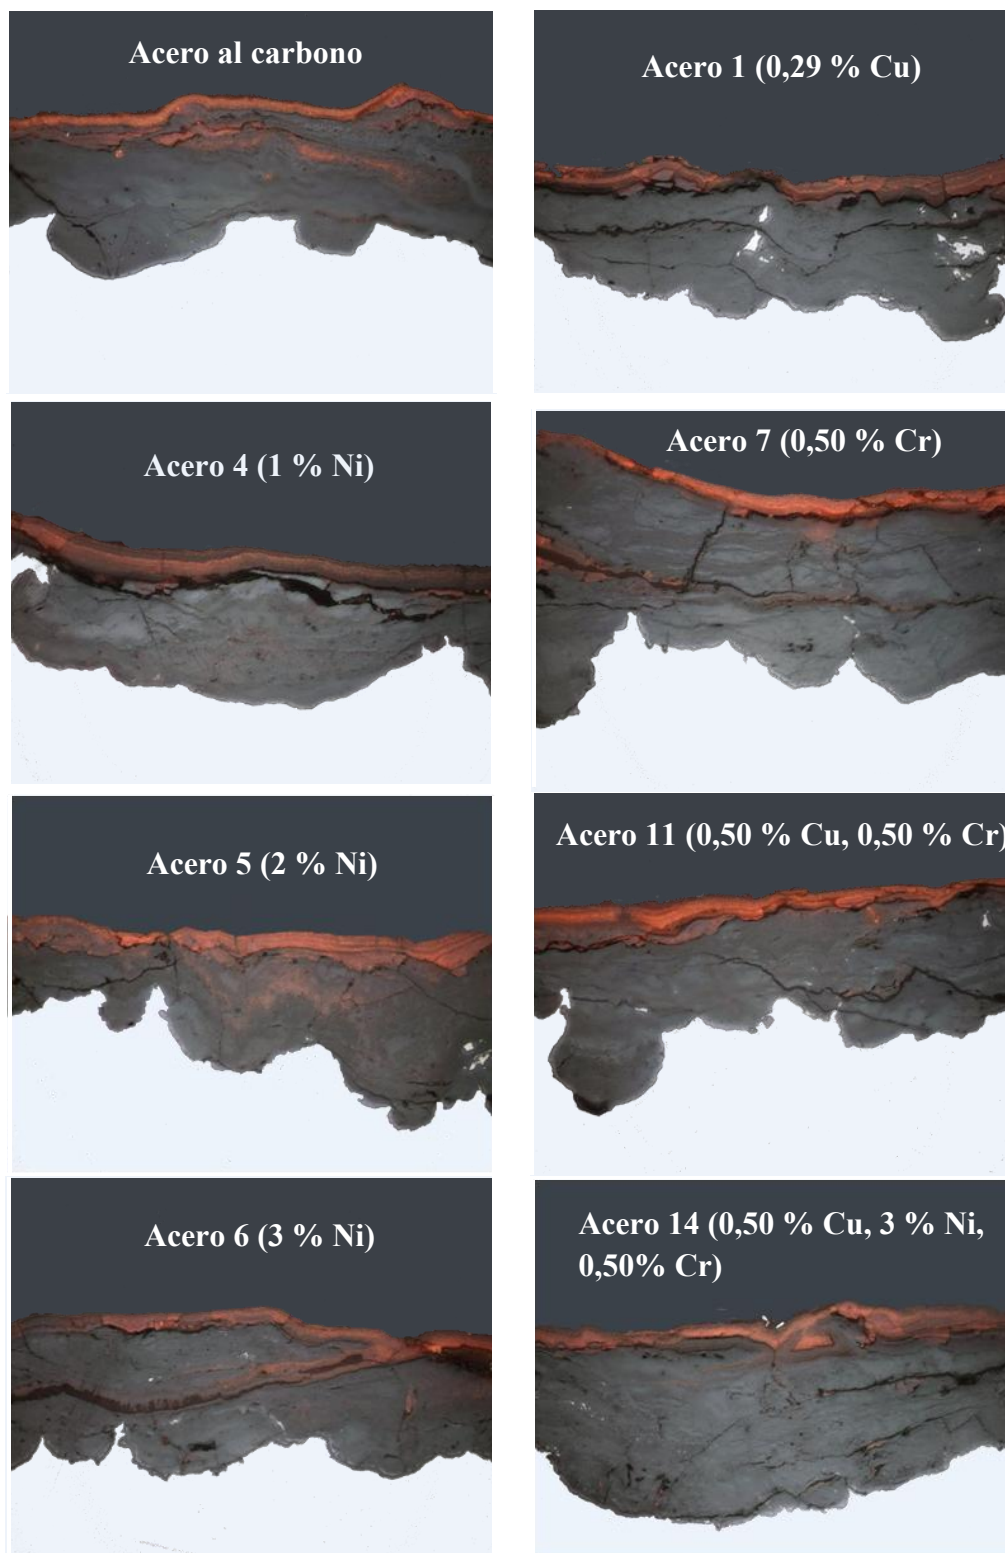 Acero al carbono
Acero 1 (0,29 % Cu)
Acero 4 (1 % Ni)
Acero 7 (0,50 % Cr)
Acero 5 (2 % Ni)
Acero 11 (0,50 % Cu, 0,50 % Cr)
Acero 6 (3 % Ni)
Acero 14 (0,50 % Cu, 3 % Ni,
0,50% Cr)